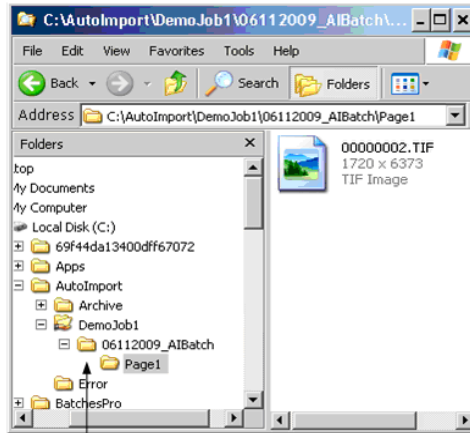 C:\AutoImport\DemoJob1\06112009_AIBatch\...
File Edit View Favorites Tools Help
Back Search Folders
Address C:\AutoImport\DemoJob1\06112009_AIBatch\Page1
Folders
top
My Documents
My Computer
Local Disk (C:)
69f44da13400dff67072
Apps
AutoImport
Archive
DemoJob1
06112009_AIBatch
Page1
Error
BatchesPro
00000002.TIF
1720 x 6373
TIF Image